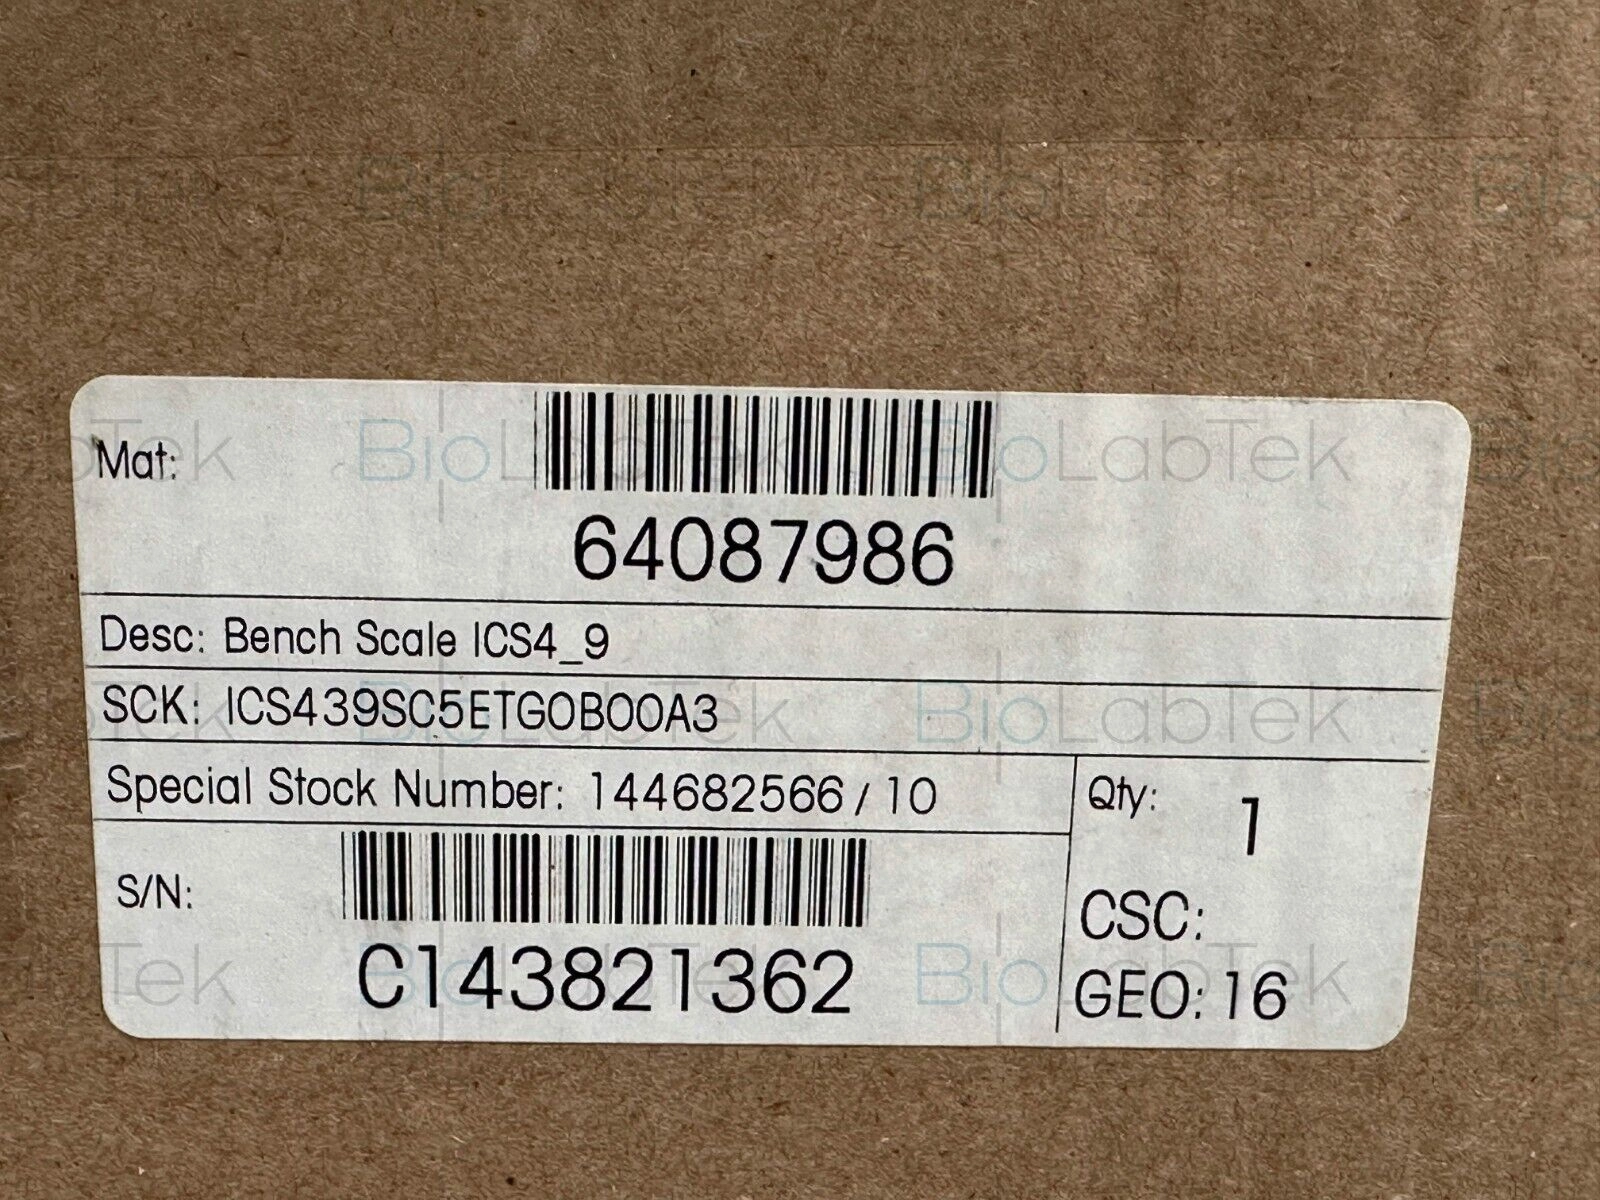 Mat:
64087986
Desc: Bench Scale ICS4_9
SCK: ICS439SC5ETG0B00A3
Special Stock Number: 144682566 / 10
Qty: 1
S/N:
C143821362
CSC:
GEO: 16
BioLabTek